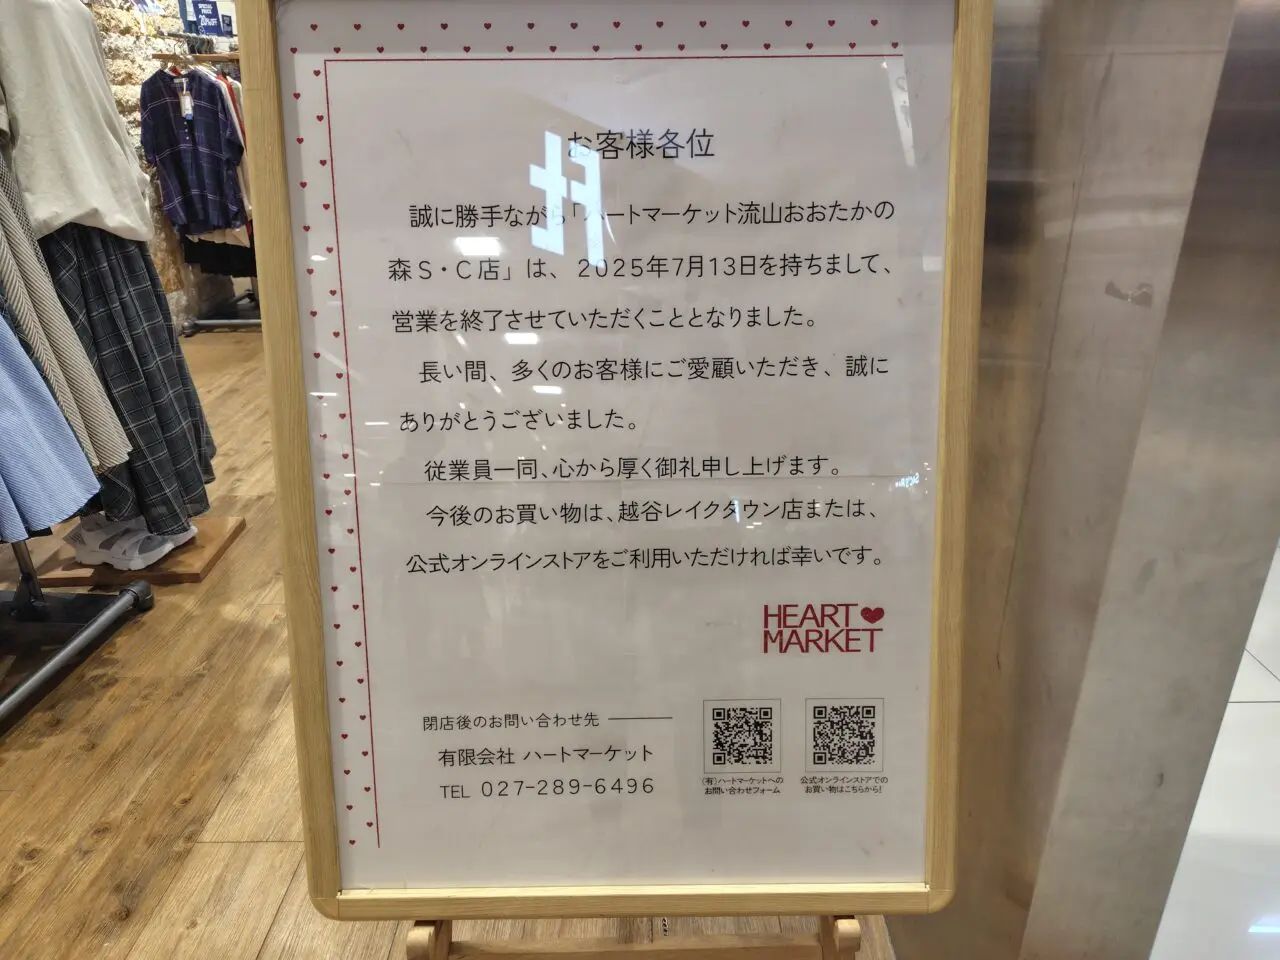 SPECIAL PRICE
20%OFF
お客様各位
誠に勝手ながら「ハートマーケット流山おおたかの
森S・C店」は、2025年7月13日を持ちまして、
営業を終了させていただくこととなりました。
長い間、多くのお客様にご愛顧いただき、誠に
ありがとうございました。
従業員一同、心から厚く御礼申し上げます。
今後のお買い物は、越谷レイクタウン店または、
公式オンラインストアをご利用いただければ幸いです。
HEART
MARKET
閉店後のお問い合わせ先
有限会社 ハートマーケット
TEL 027-289-6496
(有)ハートマーケットへの
お問い合わせフォーム
公式オンラインストアでの
お買い物はこちらから!